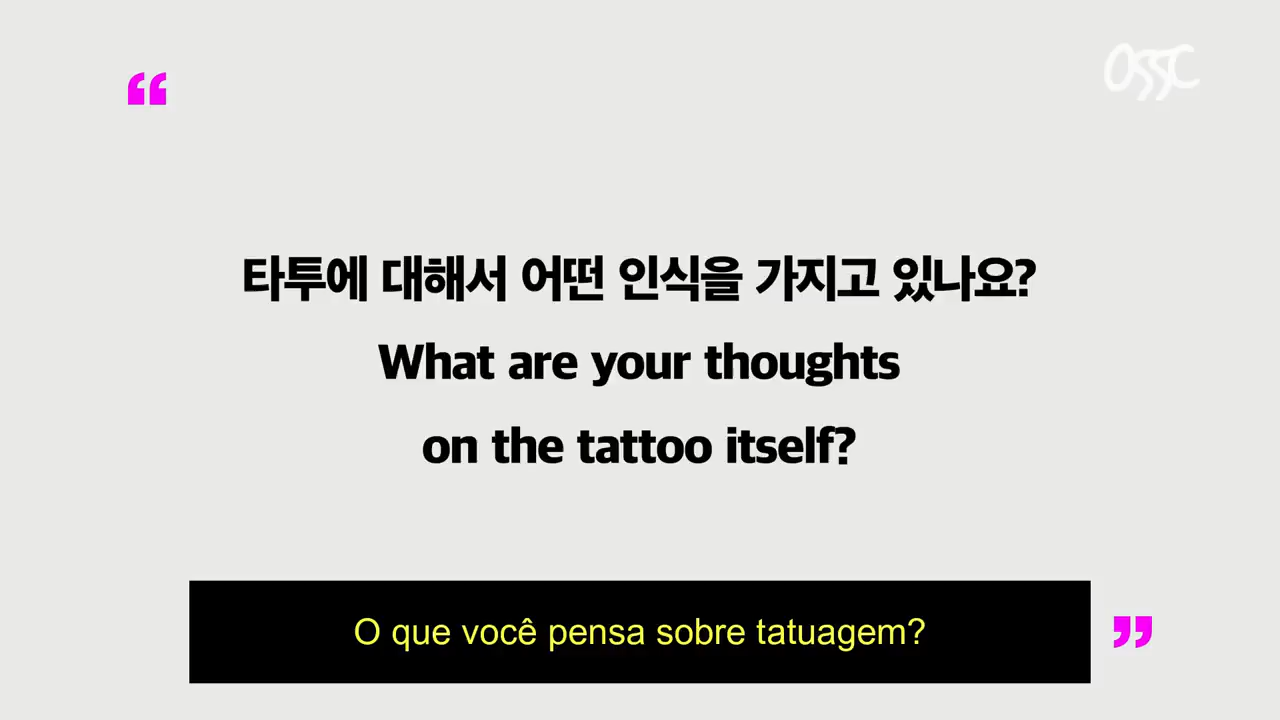 OSSC
타투에 대해서 어떤 인식을 가지고 있나요?
What are your thoughts
on the tattoo itself?
O que você pensa sobre tatuagem?